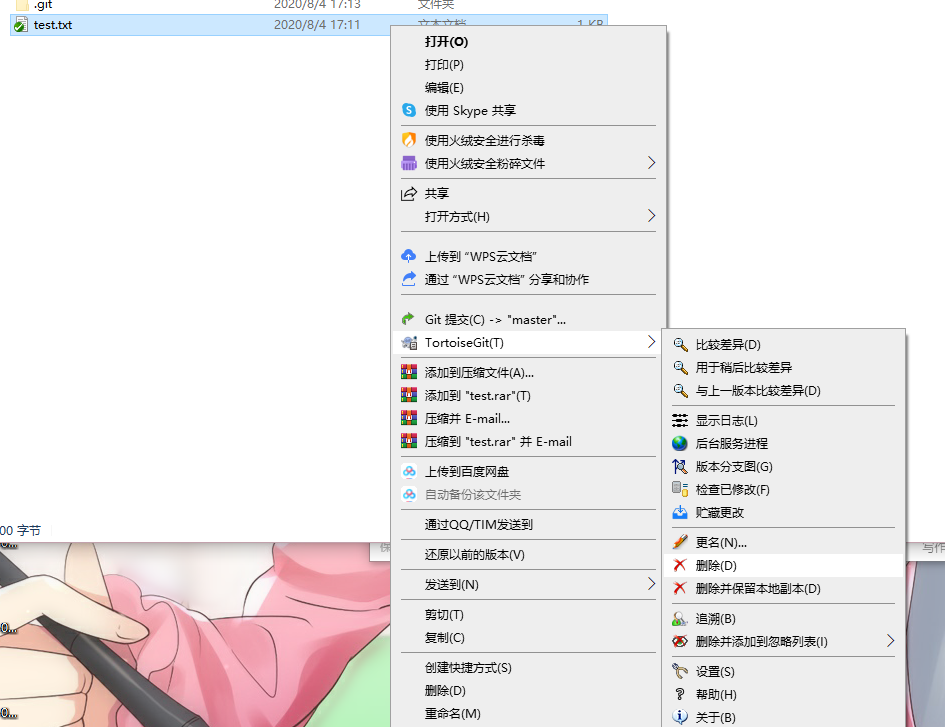 .git 2020/8/4 17:13 文件夹
test.txt 2020/8/4 17:11 文本文档 1 KB
打开(O)
打印(P)
编辑(E)
使用 Skype 共享
使用火绒安全进行杀毒
使用火绒安全粉碎文件
共享
打开方式(H)
上传到 “WPS云文档”
通过 “WPS云文档” 分享和协作
Git 提交(C) -> "master"...
TortoiseGit(T)
添加到压缩文件(A)...
添加到 "test.rar"(T)
压缩并 E-mail...
压缩到 "test.rar" 并 E-mail
上传到百度网盘
自动备份该文件夹
通过QQ/TIM发送到
还原以前的版本(V)
发送到(N)
剪切(T)
复制(C)
创建快捷方式(S)
删除(D)
重命名(M)
比较差异(D)
用于稍后比较差异
与上一版本比较差异(D)
显示日志(L)
后台服务进程
版本分支图(G)
检查已修改(F)
贮藏更改
更名(N)...
删除(D)
删除并保留本地副本(D)
追溯(B)
删除并添加到忽略列表(I)
设置(S)
帮助(H)
关于(B)
00 字节
保
写作
0...
0...
0...